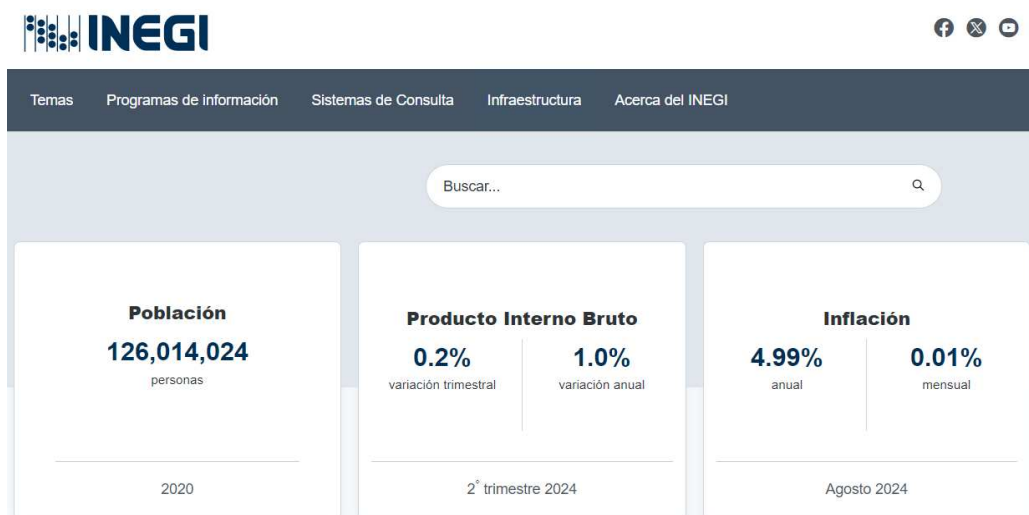 INEGI
Temas Programas de información Sistemas de Consulta Infraestructura Acerca del INEGI
Buscar...
Población
126,014,024
personas
2020
Producto Interno Bruto
0.2% 1.0%
variación trimestral variación anual
2° trimestre 2024
Inflación
4.99% 0.01%
anual mensual
Agosto 2024